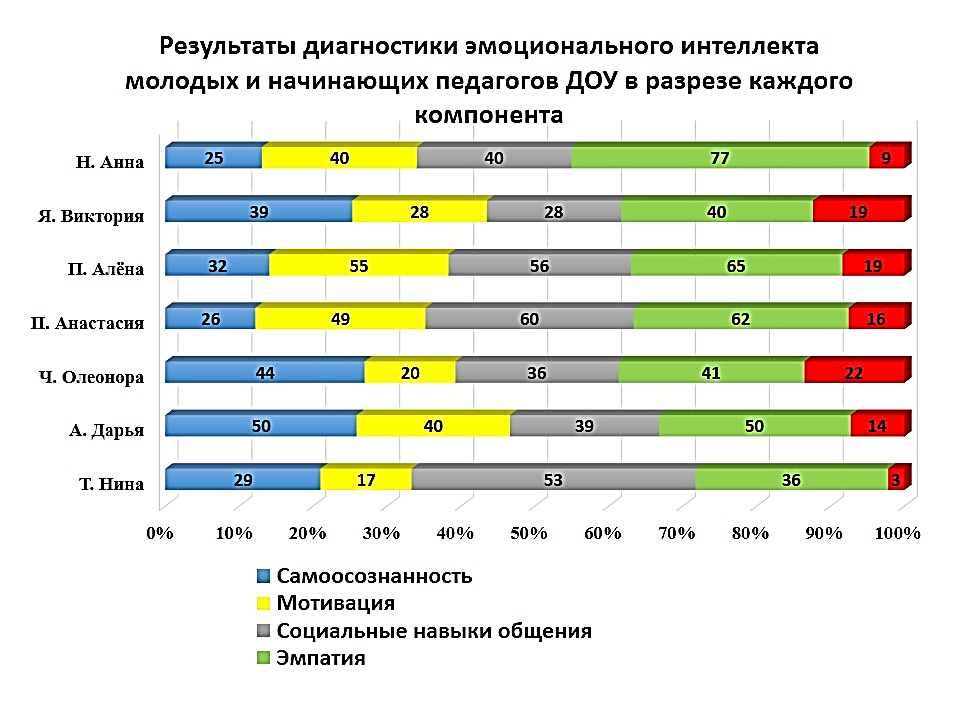 Результаты диагностики эмоционального интеллекта
молодых и начинающих педагогов ДОУ в разрезе каждого
компонента
Н. Анна 25 40 40 77 9
Я. Виктория 39 28 28 40 19
П. Алёна 32 55 56 65 19
П. Анастасия 26 49 60 62 16
Ч. Олеонора 44 20 36 41 22
А. Дарья 50 40 39 50 14
Т. Нина 29 17 53 36 3
0% 10% 20% 30% 40% 50% 60% 70% 80% 90% 100%
Самоосознанность
Мотивация
Социальные навыки общения
Эмпатия